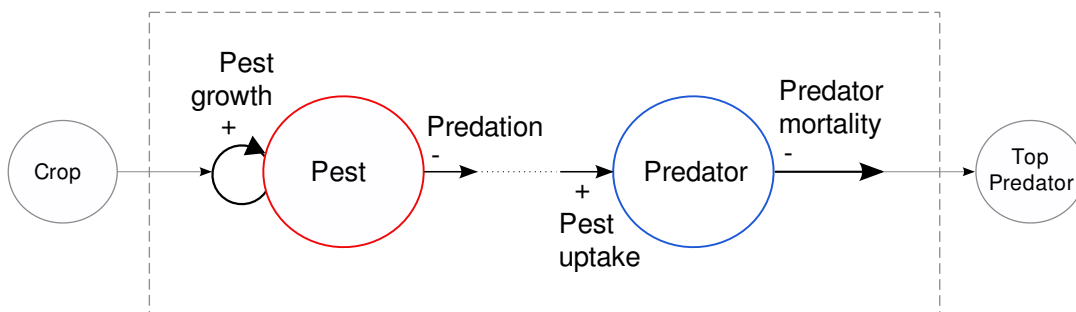 Crop
Pest
growth
+
Pest
Predation
-
+
Pest
uptake
Predator
Predator
mortality
-
Top
Predator